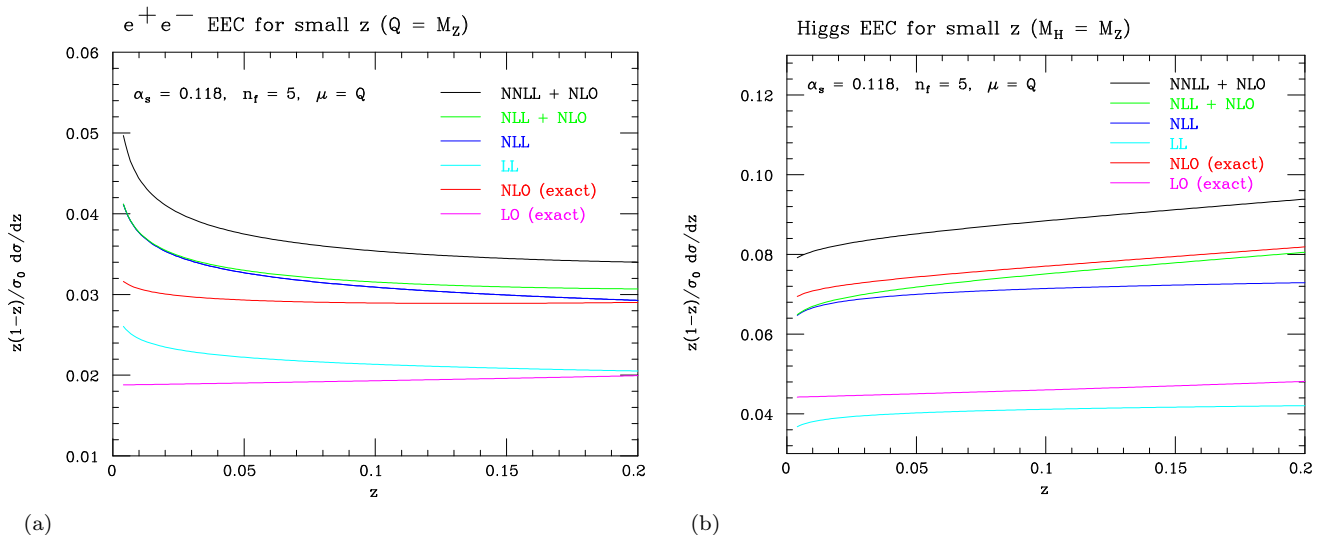 e+e− EEC for small z (Q = MZ)
αs = 0.118, nf = 5, μ = Q
NNLL + NLO
NLL + NLO
NLL
LL
NLO (exact)
LO (exact)
z(1−z)/σ0 dσ/dz
0.06
0.05
0.04
0.03
0.02
0.01
0
0.05
0.1
0.15
0.2
z
(a)
Higgs EEC for small z (MH = MZ)
αs = 0.118, nf = 5, μ = Q
NNLL + NLO
NLL + NLO
NLL
LL
NLO (exact)
LO (exact)
z(1−z)/σ0 dσ/dz
0.12
0.10
0.08
0.06
0.04
0
0.05
0.1
0.15
0.2
z
(b)